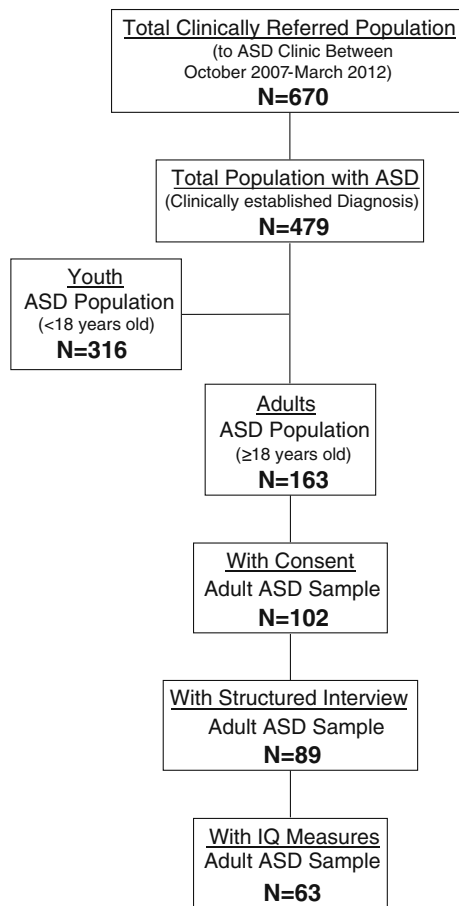 Total Clinically Referred Population
(to ASD Clinic Between
October 2007-March 2012)
N=670
Total Population with ASD
(Clinically established Diagnosis)
N=479
Youth
ASD Population
(<18 years old)
N=316
Adults
ASD Population
(≥18 years old)
N=163
With Consent
Adult ASD Sample
N=102
With Structured Interview
Adult ASD Sample
N=89
With IQ Measures
Adult ASD Sample
N=63